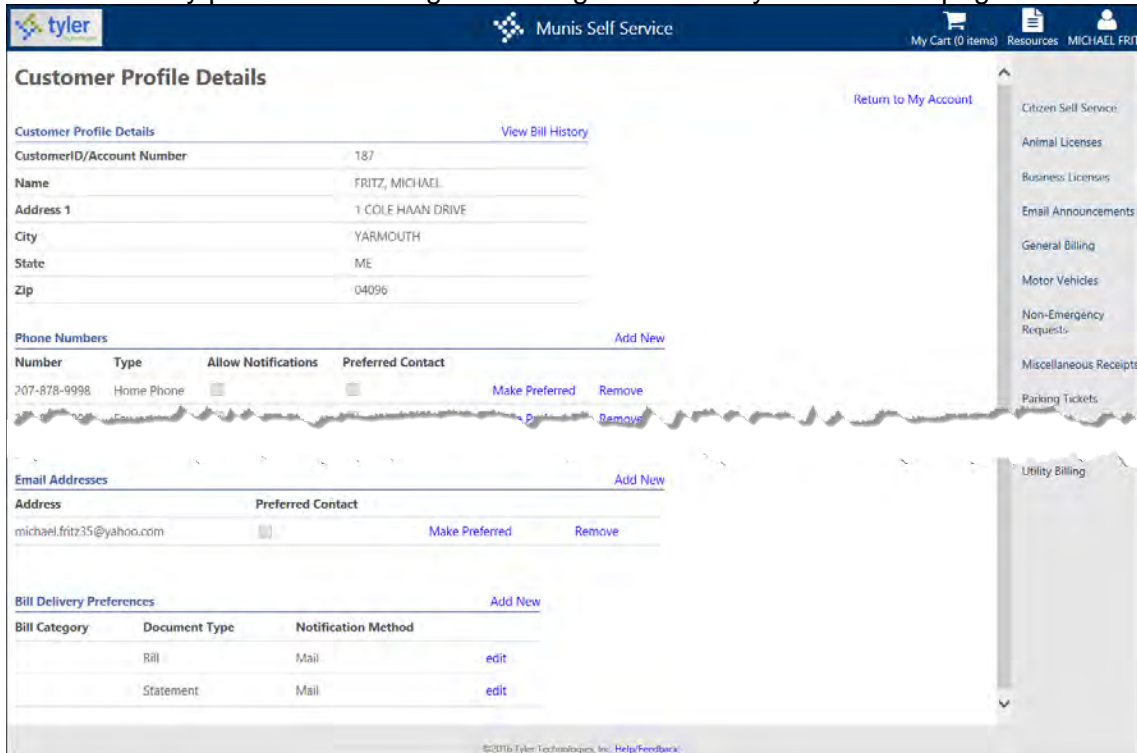 tyler
technologies
Munis Self Service
My Cart (0 items) Resources MICHAEL FRIT
Customer Profile Details
Return to My Account
Customer Profile Details View Bill History
CustomerID/Account Number 187
Name FRITZ, MICHAEL
Address 1 1 COLE HAAN DRIVE
City YARMOUTH
State ME
Zip 04096
Phone Numbers Add New
Number Type Allow Notifications Preferred Contact
207-878-9998 Home Phone Make Preferred Remove
Remove
Email Addresses Add New
Address Preferred Contact
michael.fritz35@yahoo.com Make Preferred Remove
Bill Delivery Preferences Add New
Bill Category Document Type Notification Method
Bill Mail edit
Statement Mail edit
Citizen Self Service
Animal Licenses
Business Licenses
Email Announcements
General Billing
Motor Vehicles
Non-Emergency
Requests
Miscellaneous Receipts
Parking Tickets
Utility Billing
©2016 Tyler Technologies, Inc. Help/Feedback